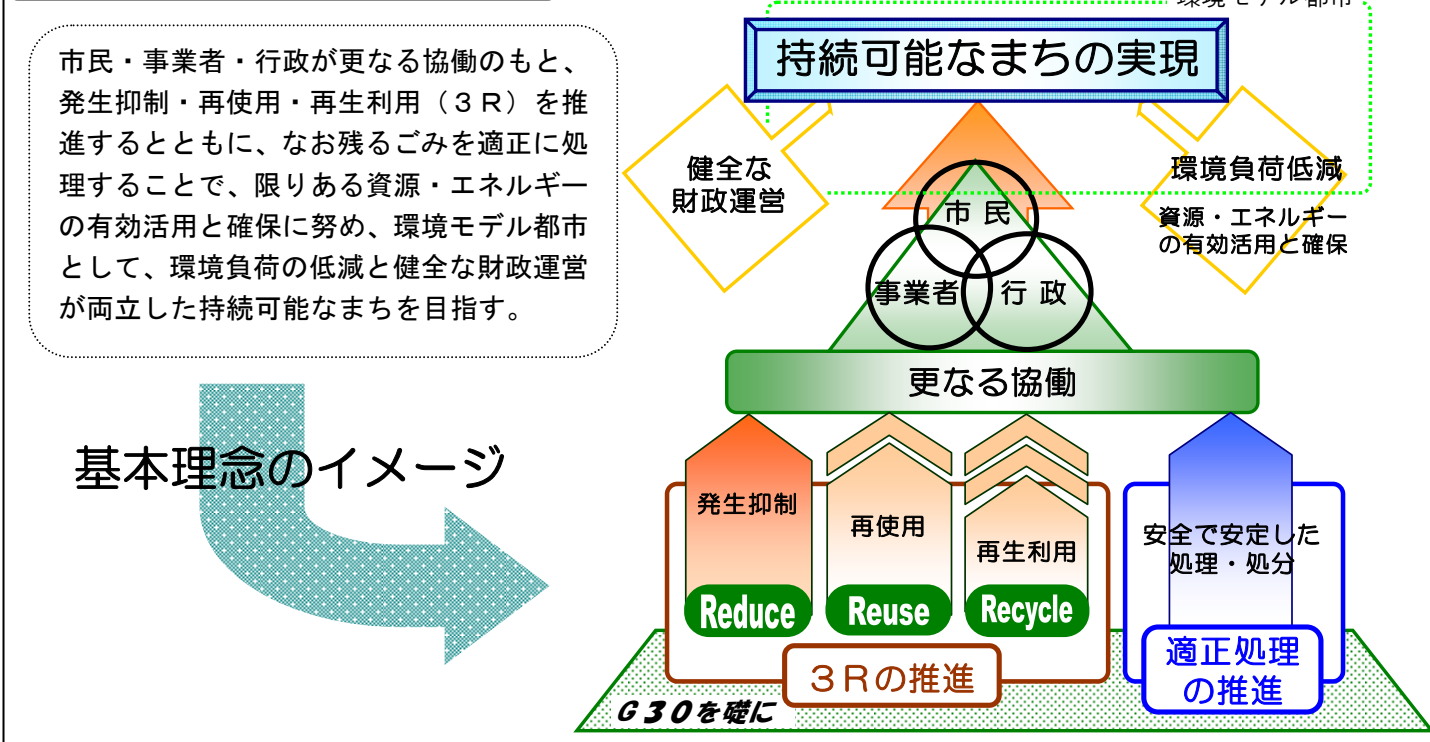 環境モデル都市
市民・事業者・行政が更なる協働のもと、
発生抑制・再使用・再生利用（３Ｒ）を推
進するとともに、なお残るごみを適正に処
理することで、限りある資源・エネルギー
の有効活用と確保に努め、環境モデル都市
として、環境負荷の低減と健全な財政運営
が両立した持続可能なまちを目指す。
基本理念のイメージ
持続可能なまちの実現
健全な
財政運営
環境負荷低減
資源・エネルギー
の有効活用と確保
市民
事業者
行政
更なる協働
発生抑制
Reduce
再使用
Reuse
再生利用
Recycle
安全で安定した
処理・処分
３Ｒの推進
適正処理
の推進
G30を礎に